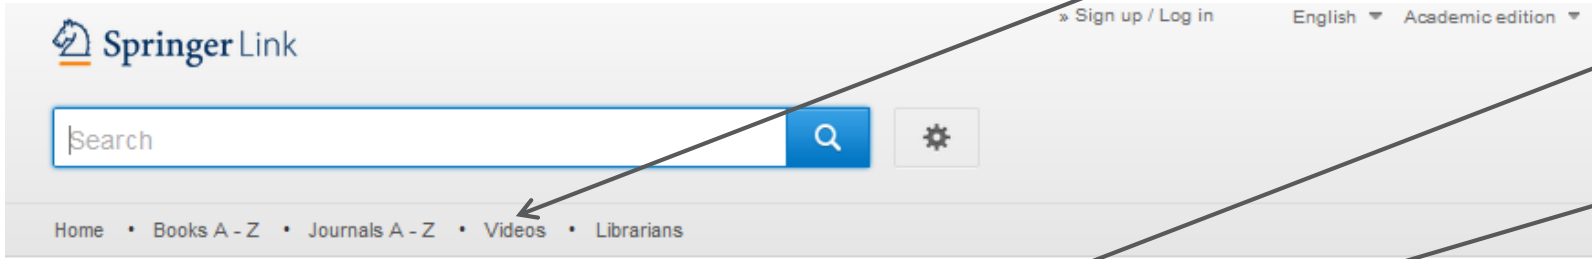 » Sign up / Log in English Academic edition
Springer Link
Search
Home • Books A - Z • Journals A - Z • Videos • Librarians